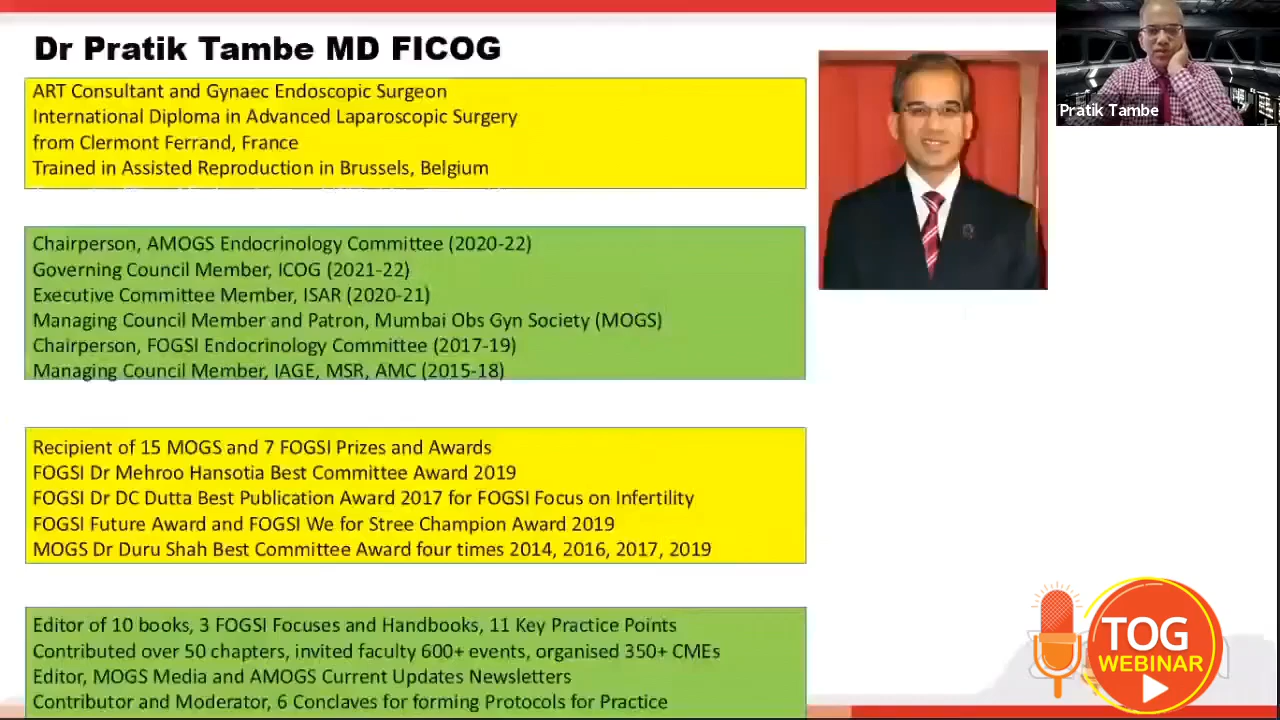 Dr Pratik Tambe MD FICOG
ART Consultant and Gynaec Endoscopic Surgeon
International Diploma in Advanced Laparoscopic Surgery
from Clermont Ferrand, France
Trained in Assisted Reproduction in Brussels, Belgium
Chairperson, AMOGS Endocrinology Committee (2020-22)
Governing Council Member, ICOG (2021-22)
Executive Committee Member, ISAR (2020-21)
Managing Council Member and Patron, Mumbai Obs Gyn Society (MOGS)
Chairperson, FOGSI Endocrinology Committee (2017-19)
Managing Council Member, IAGE, MSR, AMC (2015-18)
Recipient of 15 MOGS and 7 FOGSI Prizes and Awards
FOGSI Dr Mehroo Hansotia Best Committee Award 2019
FOGSI Dr DC Dutta Best Publication Award 2017 for FOGSI Focus on Infertility
FOGSI Future Award and FOGSI We for Stree Champion Award 2019
MOGS Dr Duru Shah Best Committee Award four times 2014, 2016, 2017, 2019
Editor of 10 books, 3 FOGSI Focuses and Handbooks, 11 Key Practice Points
Contributed over 50 chapters, invited faculty 600+ events, organised 350+ CMEs
Editor, MOGS Media and AMOGS Current Updates Newsletters
Contributor and Moderator, 6 Conclaves for forming Protocols for Practice
Pratik Tambe
TOG
WEBINAR